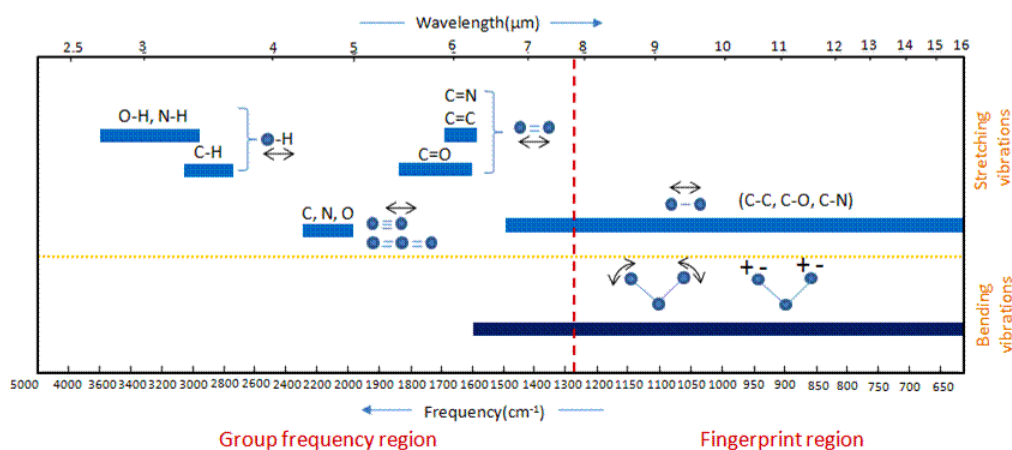 Wavelength(µm)
2.5 3 4 5 6 7 8 9 10 11 12 13 14 15 16
C=N
O-H, N-H
C=C
-H
C-H
C=O
Stretching
vibrations
C, N, O
(C-C, C-O, C-N)
+ - + -
Bending
vibrations
5000 4000 3600 3200 2800 2600 2400 2200 2000 1900 1800 1700 1600 1500 1400 1300 1200 1150 1100 1050 1000 950 900 850 800 750 700 650
Frequency(cm-1)
Group frequency region Fingerprint region